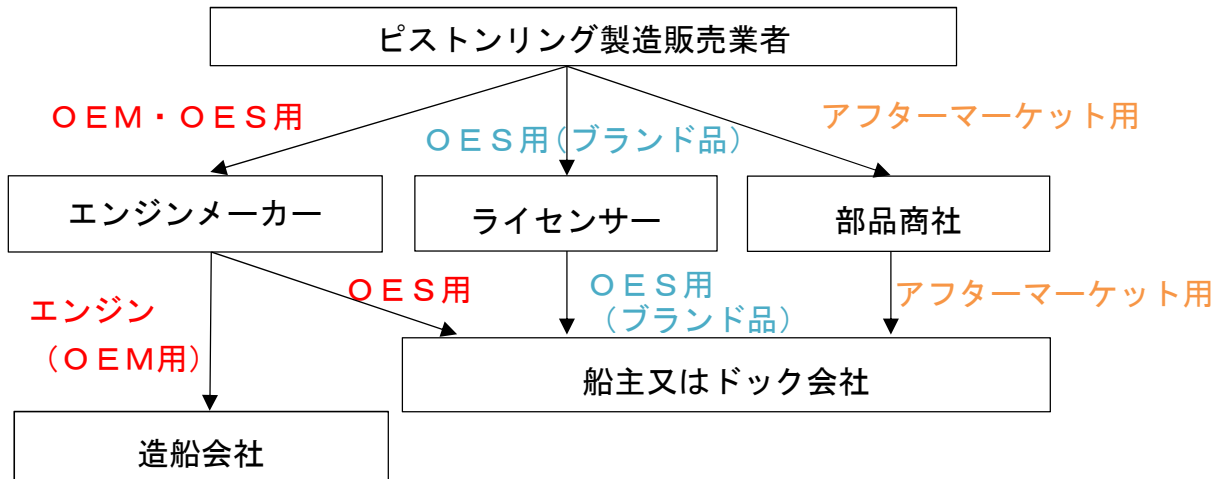 ピストンリング製造販売業者
ＯＥＭ・ＯＥＳ用
ＯＥＳ用(ブランド品)
アフターマーケット用
エンジンメーカー
ライセンサー
部品商社
エンジン
（ＯＥＭ用）
ＯＥＳ用
ＯＥＳ用
（ブランド品）
アフターマーケット用
船主又はドック会社
造船会社